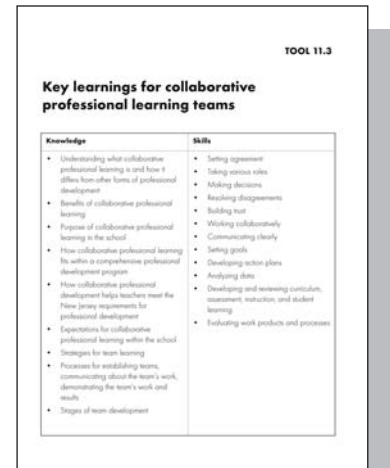 TOOL 11.3
Key learnings for collaborative
professional learning teams
Knowledge
• Understanding what collaborative
professional learning is and how it
differs from other forms of professional
development
• Benefits of collaborative professional
learning
• Purpose of collaborative professional
learning in the school
• How collaborative professional learning
fits within a comprehensive professional
development program
• How collaborative professional
development helps teachers meet the
New Jersey requirements for
professional development
• Expectations for collaborative
professional learning within the school
• Strategies for team learning
• Processes for establishing teams,
communicating about the team's work,
demonstrating the team's work and
results
• Stages of team development
Skills
• Setting agreement
• Taking various roles
• Making decisions
• Resolving disagreements
• Building trust
• Working collaboratively
• Communicating clearly
• Setting goals
• Developing action plans
• Analyzing data
• Developing and reviewing curriculum,
assessment, instruction, and student
learning
• Evaluating work products and processes